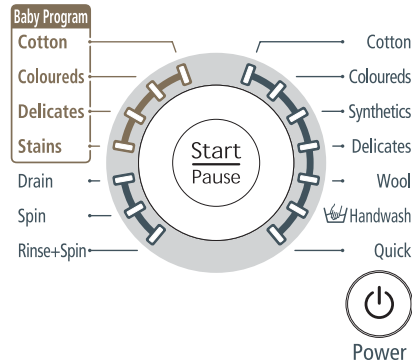 Baby Program
Cotton
Coloureds
Delicates
Stains
Drain
Spin
Rinse+Spin
Start
Pause
Cotton
Coloureds
Synthetics
Delicates
Wool
Handwash
Quick
Power